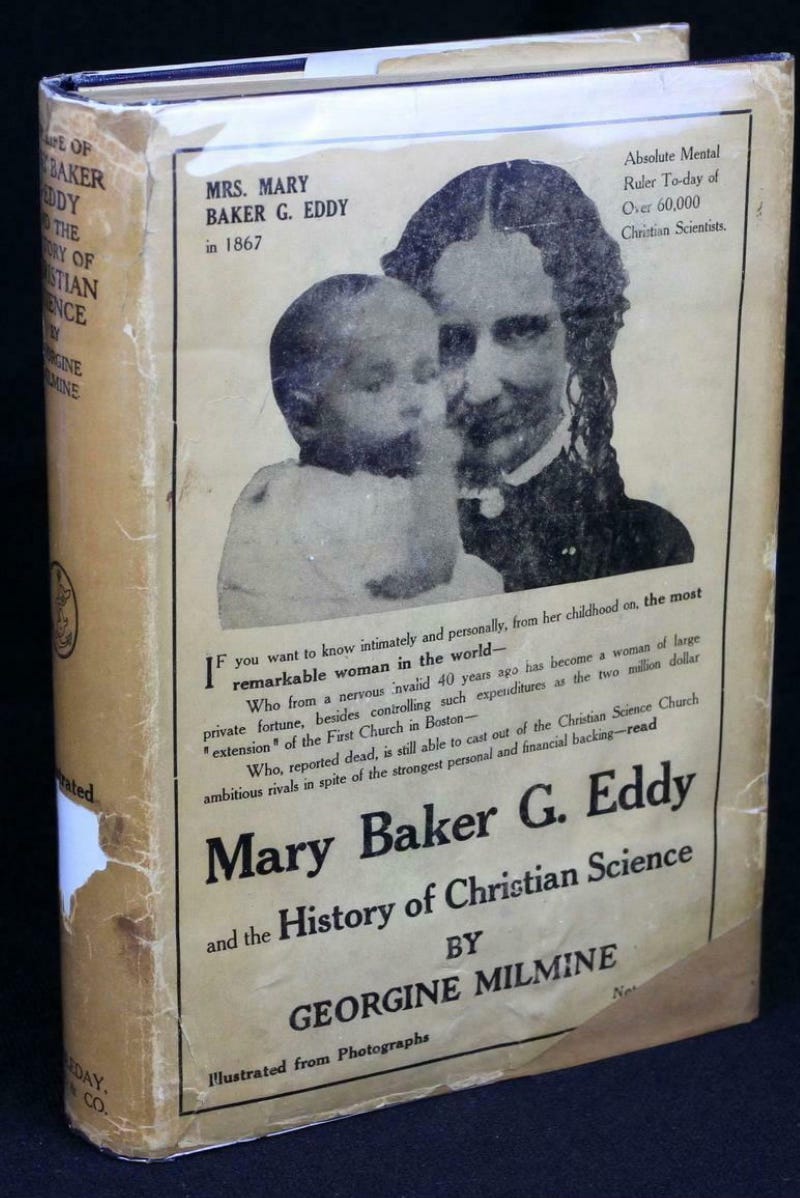 OF
BAKER
EDDY
THE
OF
BY
MRS. MARY
BAKER G. EDDY
in 1867
Absolute Mental
Ruler To-day of
Over 60,000
Christian Scientists.
IF you want to know intimately and personally, from her childhood on, the most
remarkable woman in the world—
Who from a nervous invalid 40 years ago has become a woman of large
private fortune, besides controlling such expenditures as the two million dollar
"extension" of the First Church in Boston—
Who, reported dead, is still able to cast out of the Christian Science Church
ambitious rivals in spite of the strongest personal and financial backing—read
Mary Baker G. Eddy
and the History of Christian Science
BY
GEORGINE MILMINE
Illustrated from Photographs
& CO.